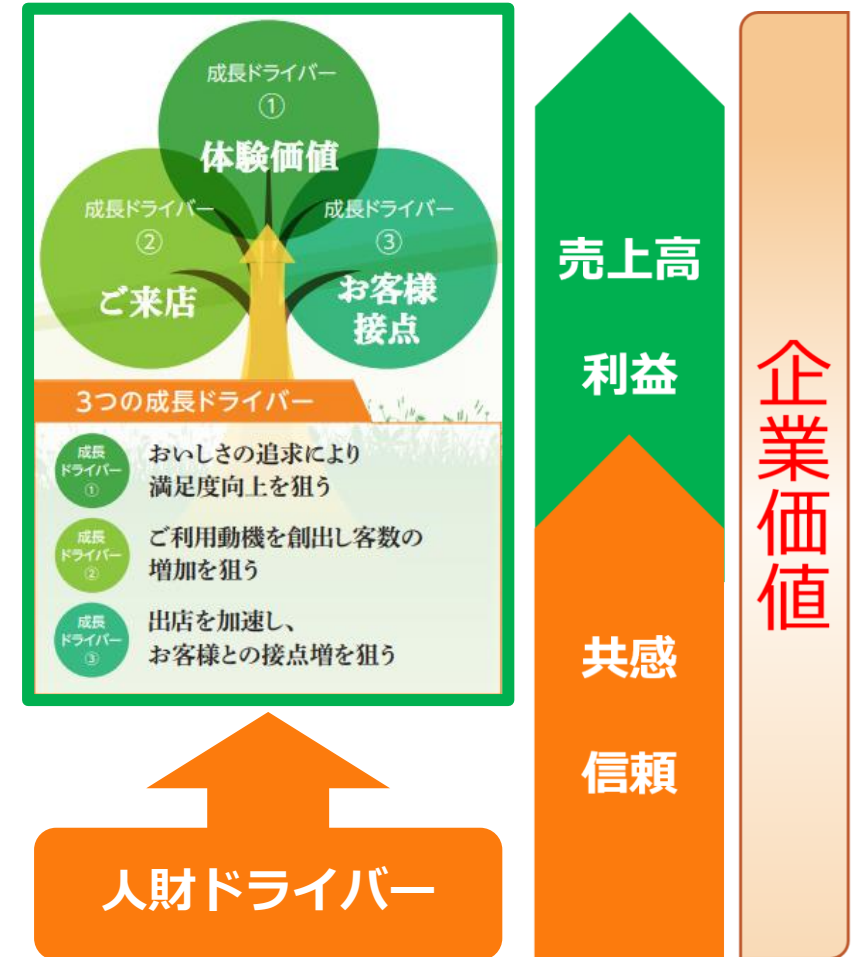 成長ドライバー
①
体験価値
成長ドライバー
②
ご来店
成長ドライバー
③
お客様
接点
3つの成長ドライバー
成長
ドライバー
①
おいしさの追求により
満足度向上を狙う
成長
ドライバー
②
ご利用動機を創出し客数の
増加を狙う
成長
ドライバー
③
出店を加速し、
お客様との接点増を狙う
人財ドライバー
売上高
利益
共感
信頼
企業価値